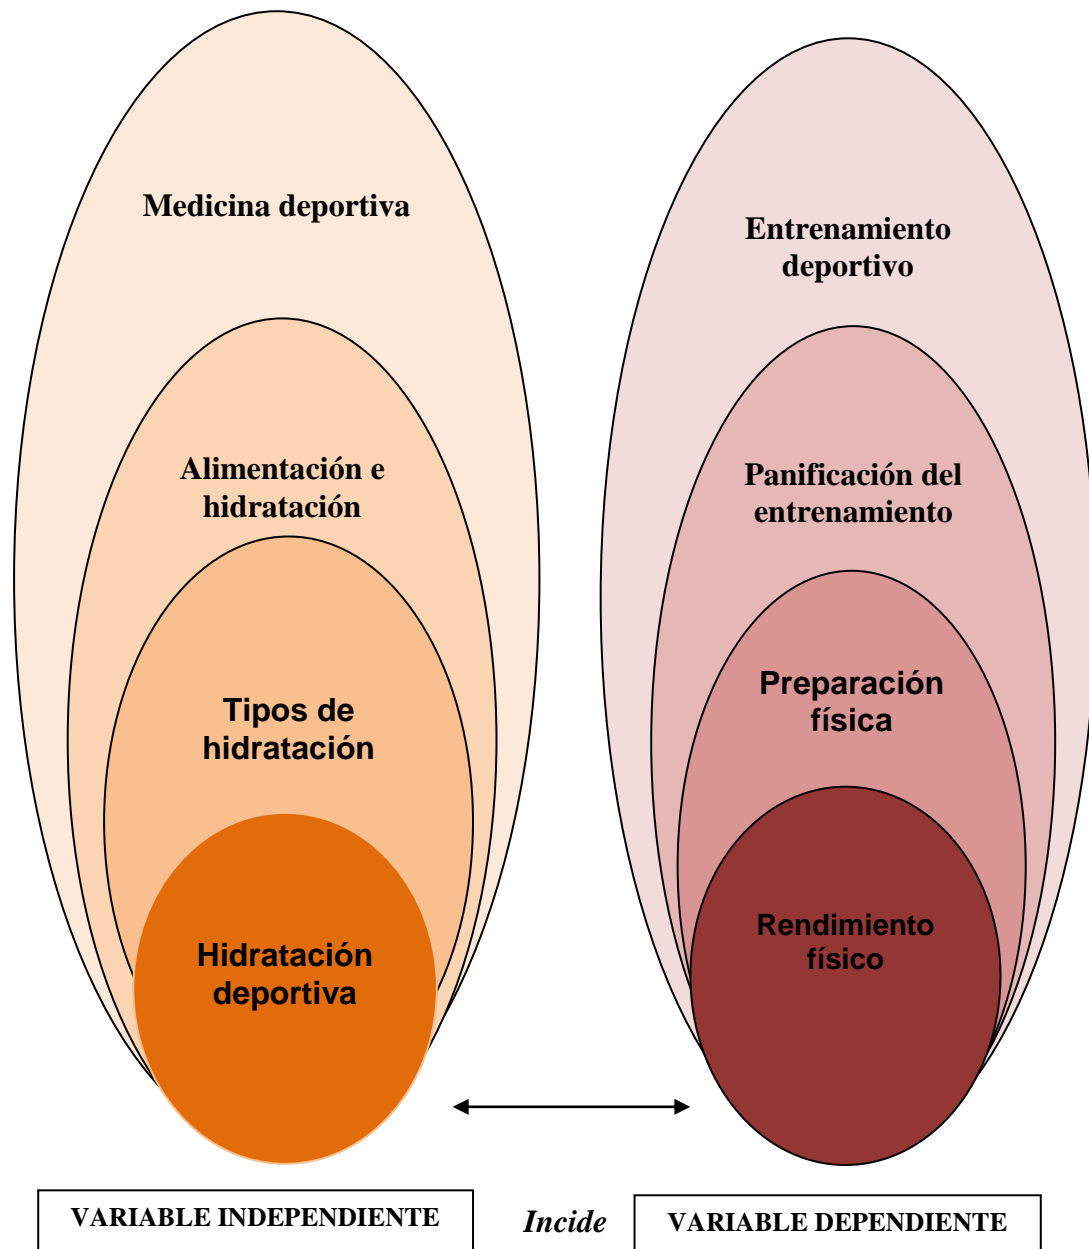 Medicina deportiva
Alimentación e
hidratación
Tipos de
hidratación
Hidratación
deportiva
Entrenamiento
deportivo
Panificación del
entrenamiento
Preparación
física
Rendimiento
físico
VARIABLE INDEPENDIENTE
Incide
VARIABLE DEPENDIENTE